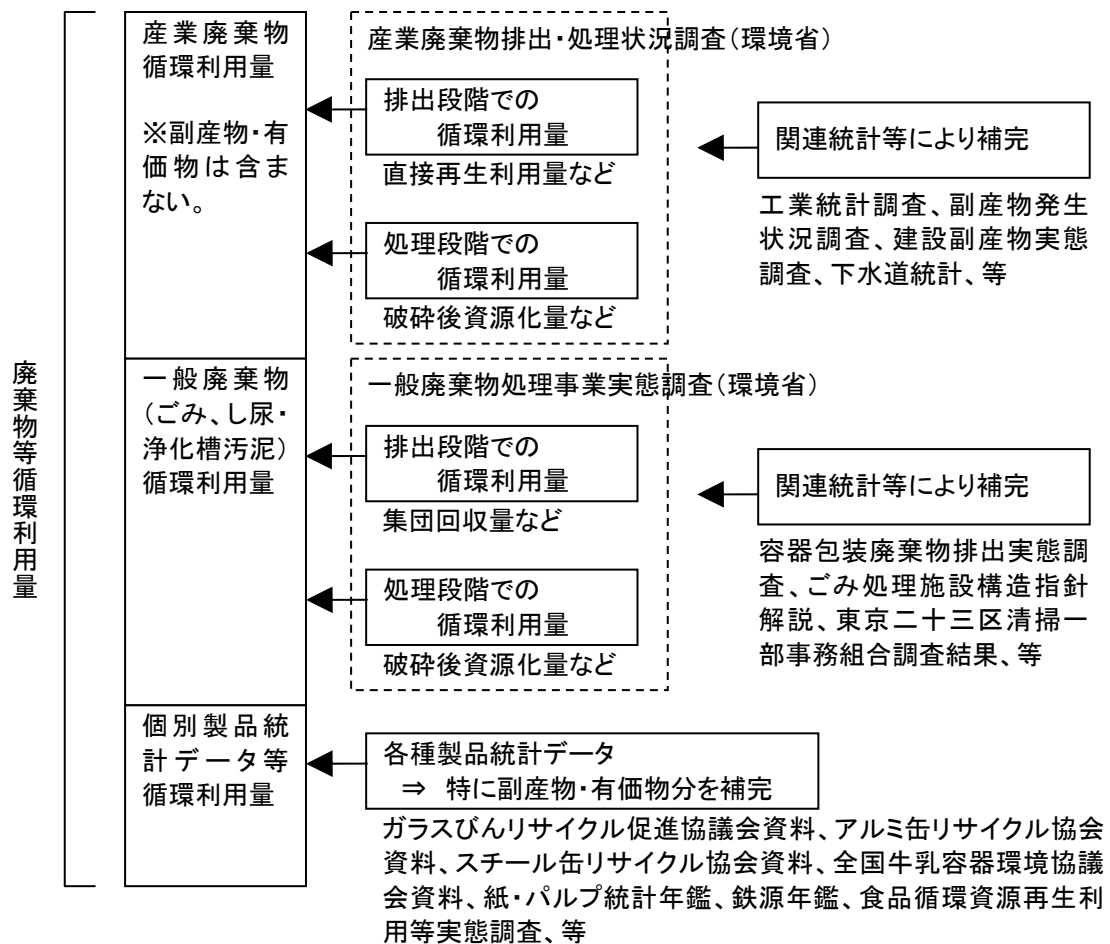 廃棄物等循環利用量
産業廃棄物
循環利用量
※副産物・有
価物は含ま
ない。
産業廃棄物排出・処理状況調査（環境省）
排出段階での
循環利用量
直接再生利用量など
処理段階での
循環利用量
破砕後資源化量など
関連統計等により補完
工業統計調査、副産物発生
状況調査、建設副産物実態
調査、下水道統計、等
一般廃棄物
（ごみ、し尿・
浄化槽汚泥）
循環利用量
一般廃棄物処理事業実態調査（環境省）
排出段階での
循環利用量
集団回収量など
処理段階での
循環利用量
破砕後資源化量など
関連統計等により補完
容器包装廃棄物排出実態調
査、ごみ処理施設構造指針
解説、東京二十三区清掃一
部事務組合調査結果、等
個別製品統
計データ等
循環利用量
各種製品統計データ
⇒ 特に副産物・有価物分を補完
ガラスびんリサイクル促進協議会資料、アルミ缶リサイクル協会
資料、スチール缶リサイクル協会資料、全国牛乳容器環境協議
会資料、紙・パルプ統計年鑑、鉄源年鑑、食品循環資源再生利
用等実態調査、等